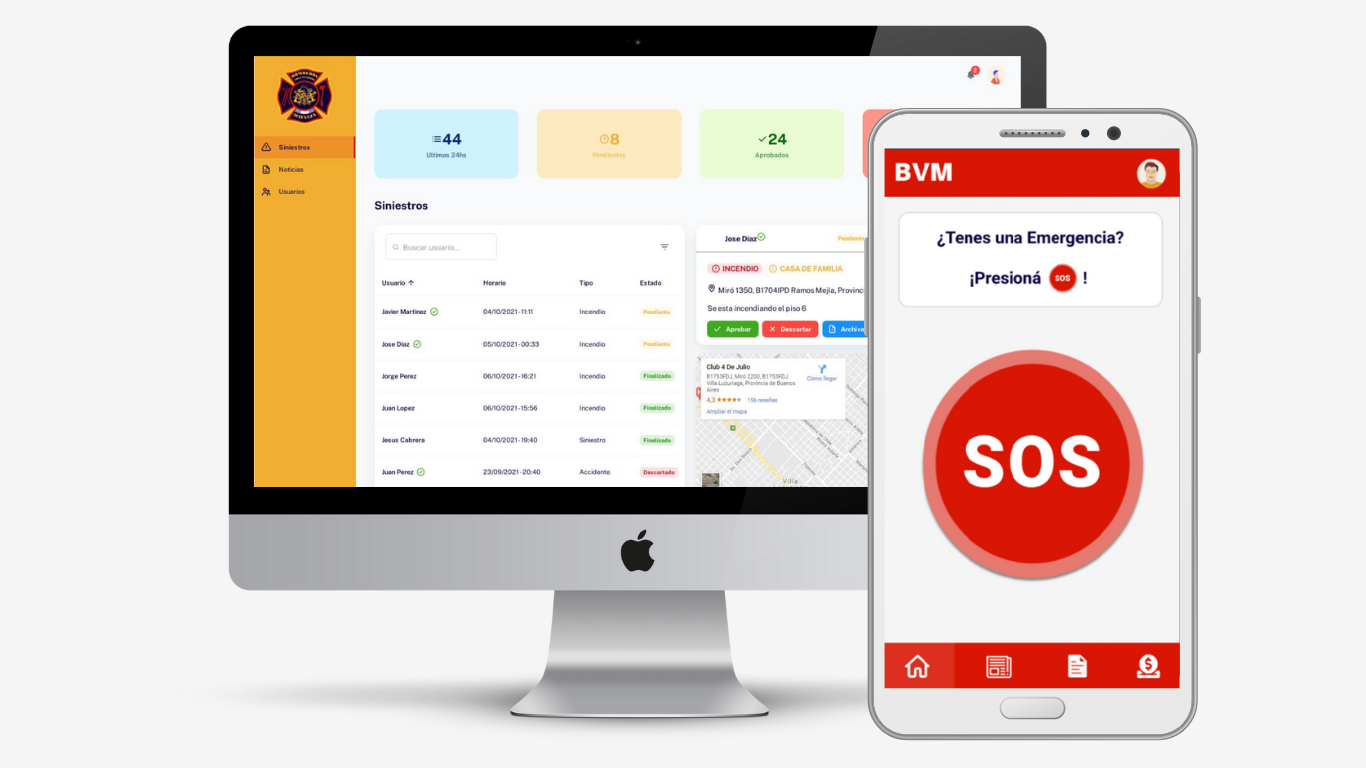 BOMBEROS
MATANZA
Siniestros
Noticias
Usuarios
2
44
Ultimas 24hs
8
Pendientes
24
Aprobados
Siniestros
Buscar usuario...
Usuario
Horario
Tipo
Estado
Javier Martinez
04/10/2021 - 11:11
Incendio
Pendiente
Jose Diaz
05/10/2021 - 00:33
Incendio
Pendiente
Jorge Perez
06/10/2021 - 16:21
Incendio
Finalizado
Juan Lopez
06/10/2021 - 15:56
Incendio
Finalizado
Jesus Cabrera
04/10/2021 - 19:40
Siniestro
Finalizado
Juan Perez
23/09/2021 - 20:40
Accidente
Descartado
Jose Diaz
Pendiente
INCENDIO
CASA DE FAMILIA
Miró 1350, B1704IPD Ramos Mejía, Provinc
Se esta incendiando el piso 6
Aprobar
Descartar
Archiva
Club 4 De Julio
B1753FDJ, Miró 2200, B1753FDJ
Villa Luzuriaga, Provincia de Buenos
Aires
Cómo llegar
4,3
156 reseñas
Ampliar el mapa
Villa
BVM
¿Tenes una Emergencia?
¡Presioná SOS !
SOS